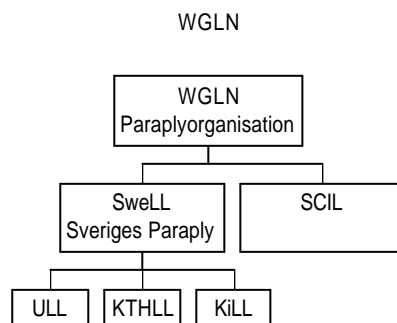 WGLN
WGLN
Paraplyorganisation
SweLL
Sveriges Paraply
SCIL
ULL
KTHLL
KiLL